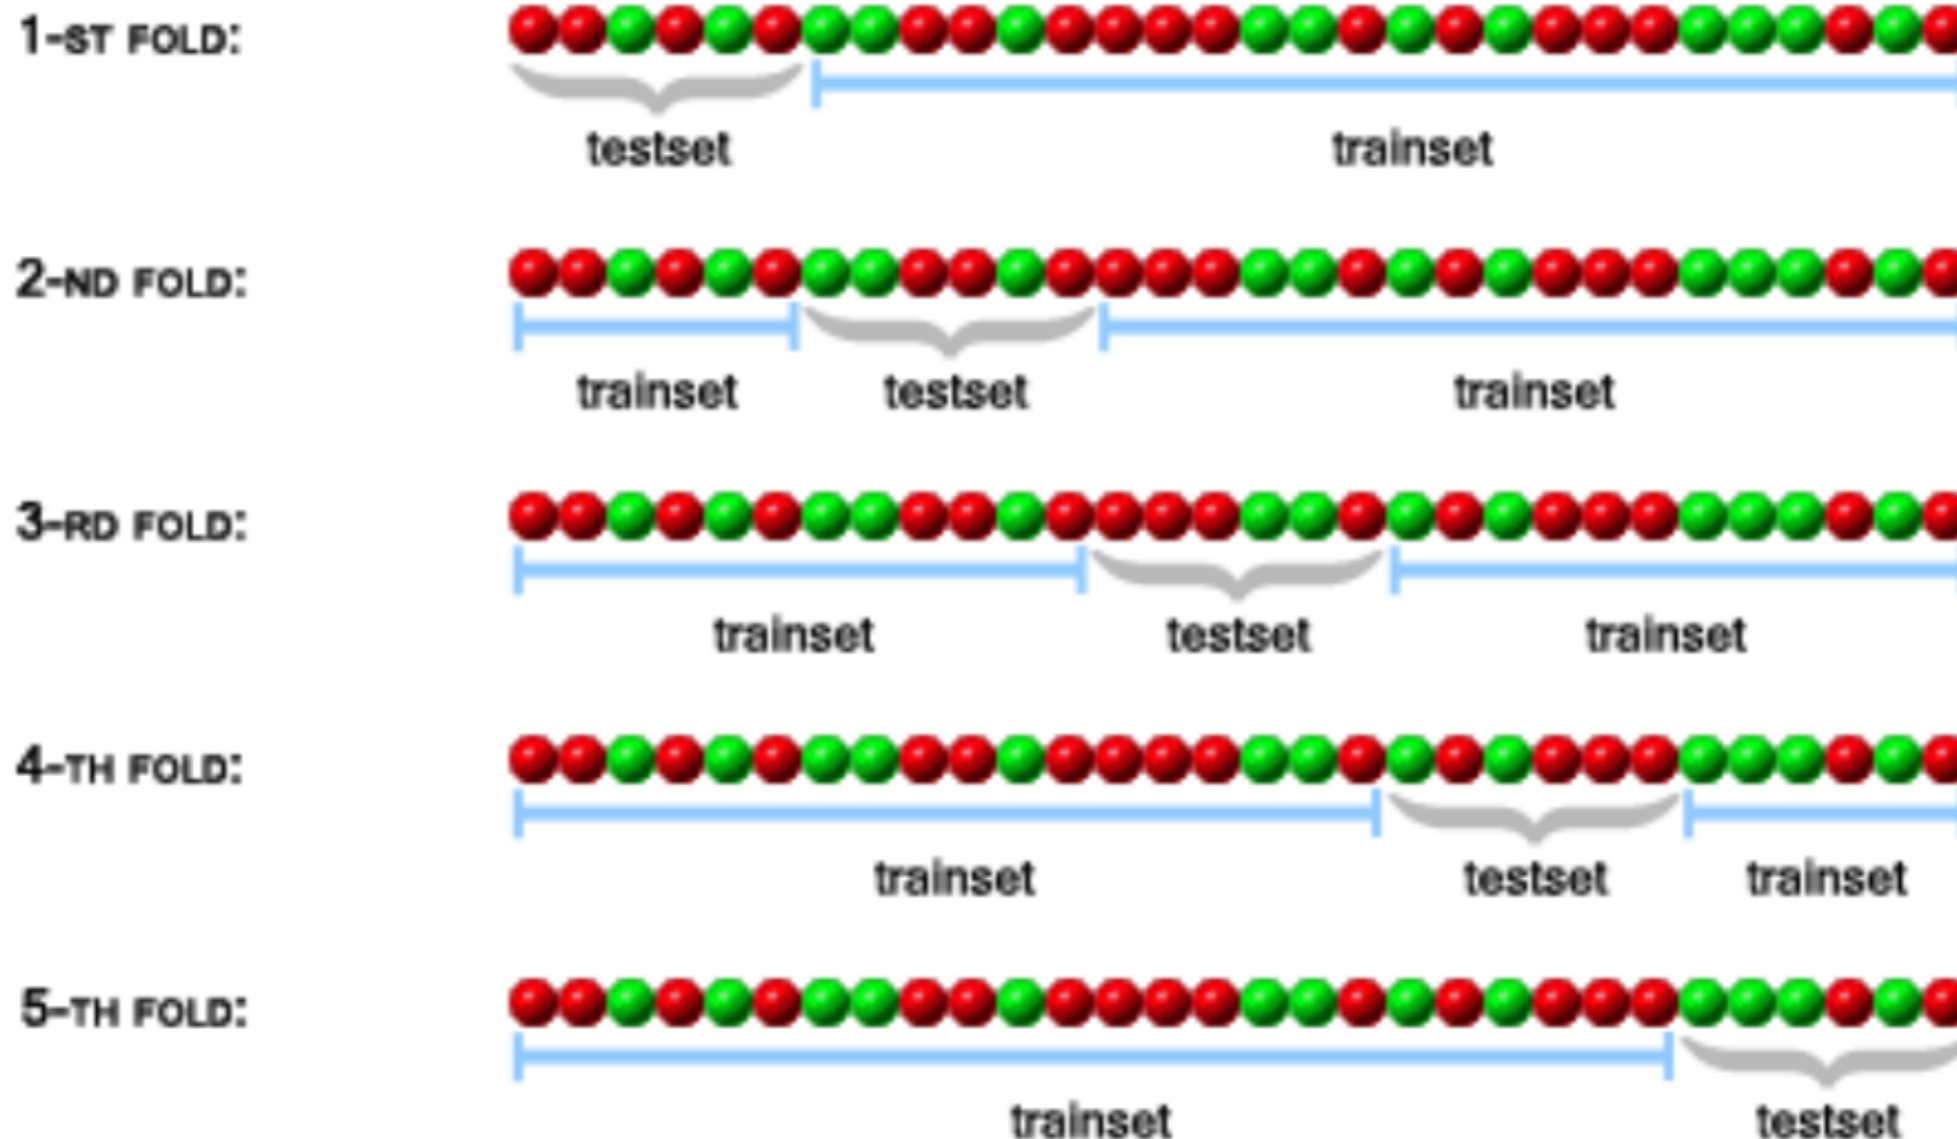 1-ST FOLD:
testset trainset
2-ND FOLD:
trainset testset trainset
3-RD FOLD:
trainset testset trainset
4-TH FOLD:
trainset testset trainset
5-TH FOLD:
trainset testset